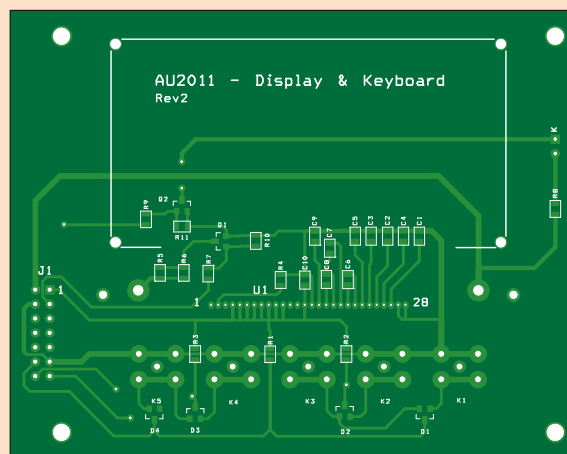 AU2011 - Display & Keyboard
Rev2
K
R8
R9
Q2
R11
Q1
R10
C9
C7
C5
C3
C2
C4
C1
J1
1
R5
R6
R7
R4
C10
C8
C6
U1
1
28
R3
R1
R2
K5
K4
K3
K2
K1
D4
D3
D2
D1